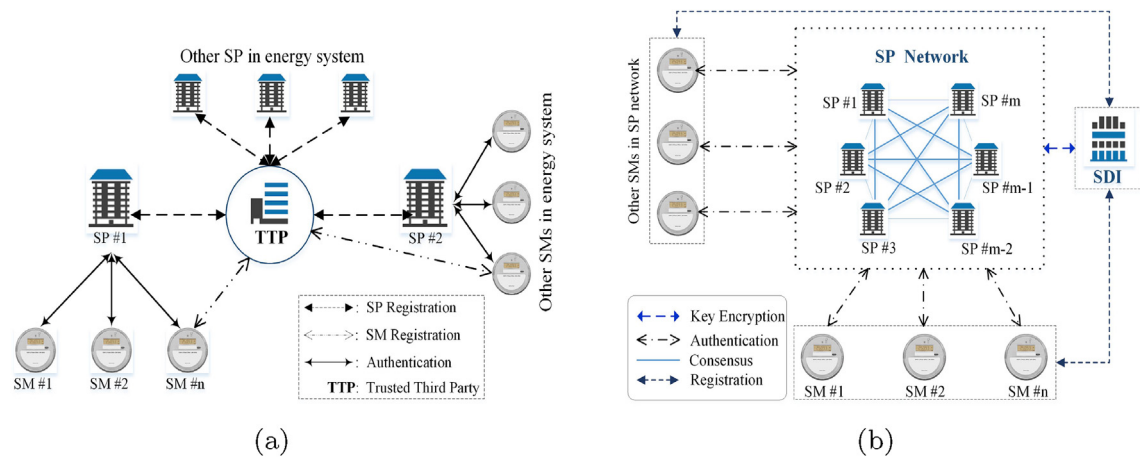 Other SP in energy system
SP #1
TTP
SP #2
Other SMs in energy system
SM #1
SM #2
SM #n
: SP Registration
: SM Registration
: Authentication
TTP : Trusted Third Party
(a)
Other SMs in SP network
SP Network
SP #1
SP #m
SP #2
SP #m-1
SP #3
SP #m-2
SDI
Key Encryption
Authentication
Consensus
Registration
SM #1
SM #2
SM #n
(b)